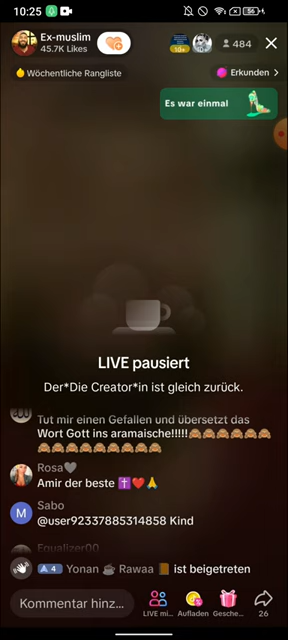 10:25
56
Ex-muslim
45.7K Likes
10+
484
Wöchentliche Rangliste
Erkunden >
Es war einmal
LIVE pausiert
Der*Die Creator*in ist gleich zurück.
Tut mir einen Gefallen und übersetzt das
Wort Gott ins aramaische!!!!!🙈🙈🙈🙈🙈🙈
🙈🙈🙈🙈🙈🙈🙈🙈🙈
Rosa🩶
Amir der beste ✝️❤️🙏
M
Sabo
@user92337885314858 Kind
Equalizer00
4 Yonan ☕ Rawaa 📙 ist beigetreten
Kommentar hinz...
LIVE mi...
Aufladen
Gesche...
26